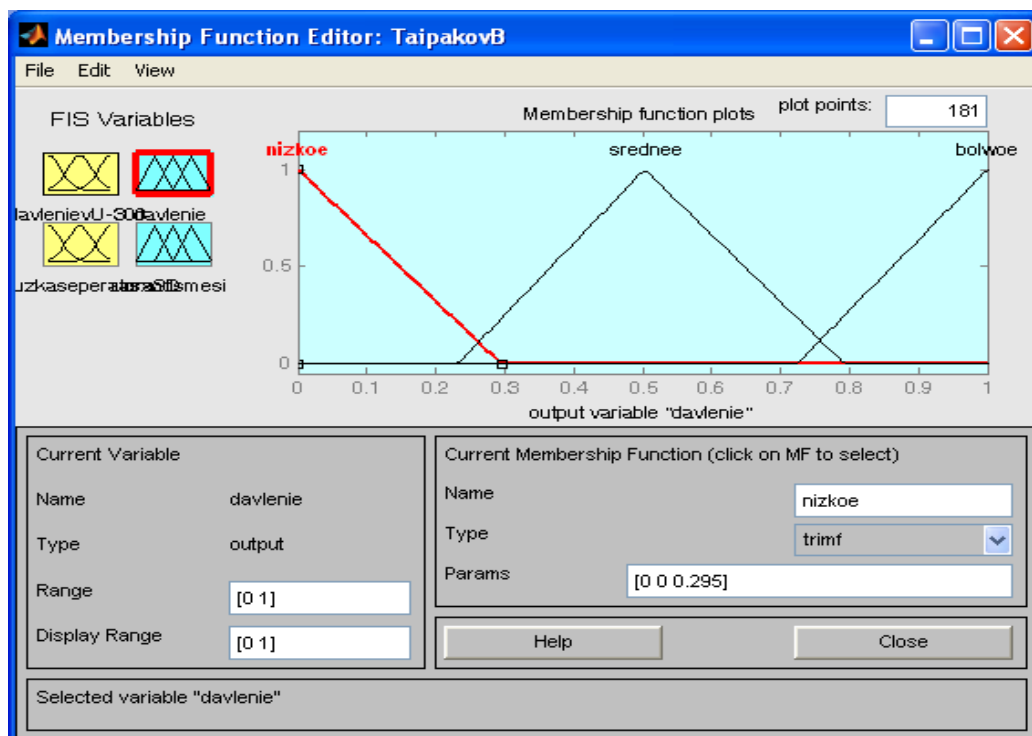 Membership Function Editor: TaipakovB
File Edit View
FIS Variables
Membership function plots
plot points:
181
nizkoe
srednee
bolwoe
1
0.5
0
0 0.1 0.2 0.3 0.4 0.5 0.6 0.7 0.8 0.9 1
output variable "davlenie"
davlenie
Current Variable
Name davlenie
Type output
Range [0 1]
Display Range [0 1]
Current Membership Function (click on MF to select)
Name nizkoe
Type trimf
Params [0 0 0.295]
Help Close
Selected variable "davlenie"